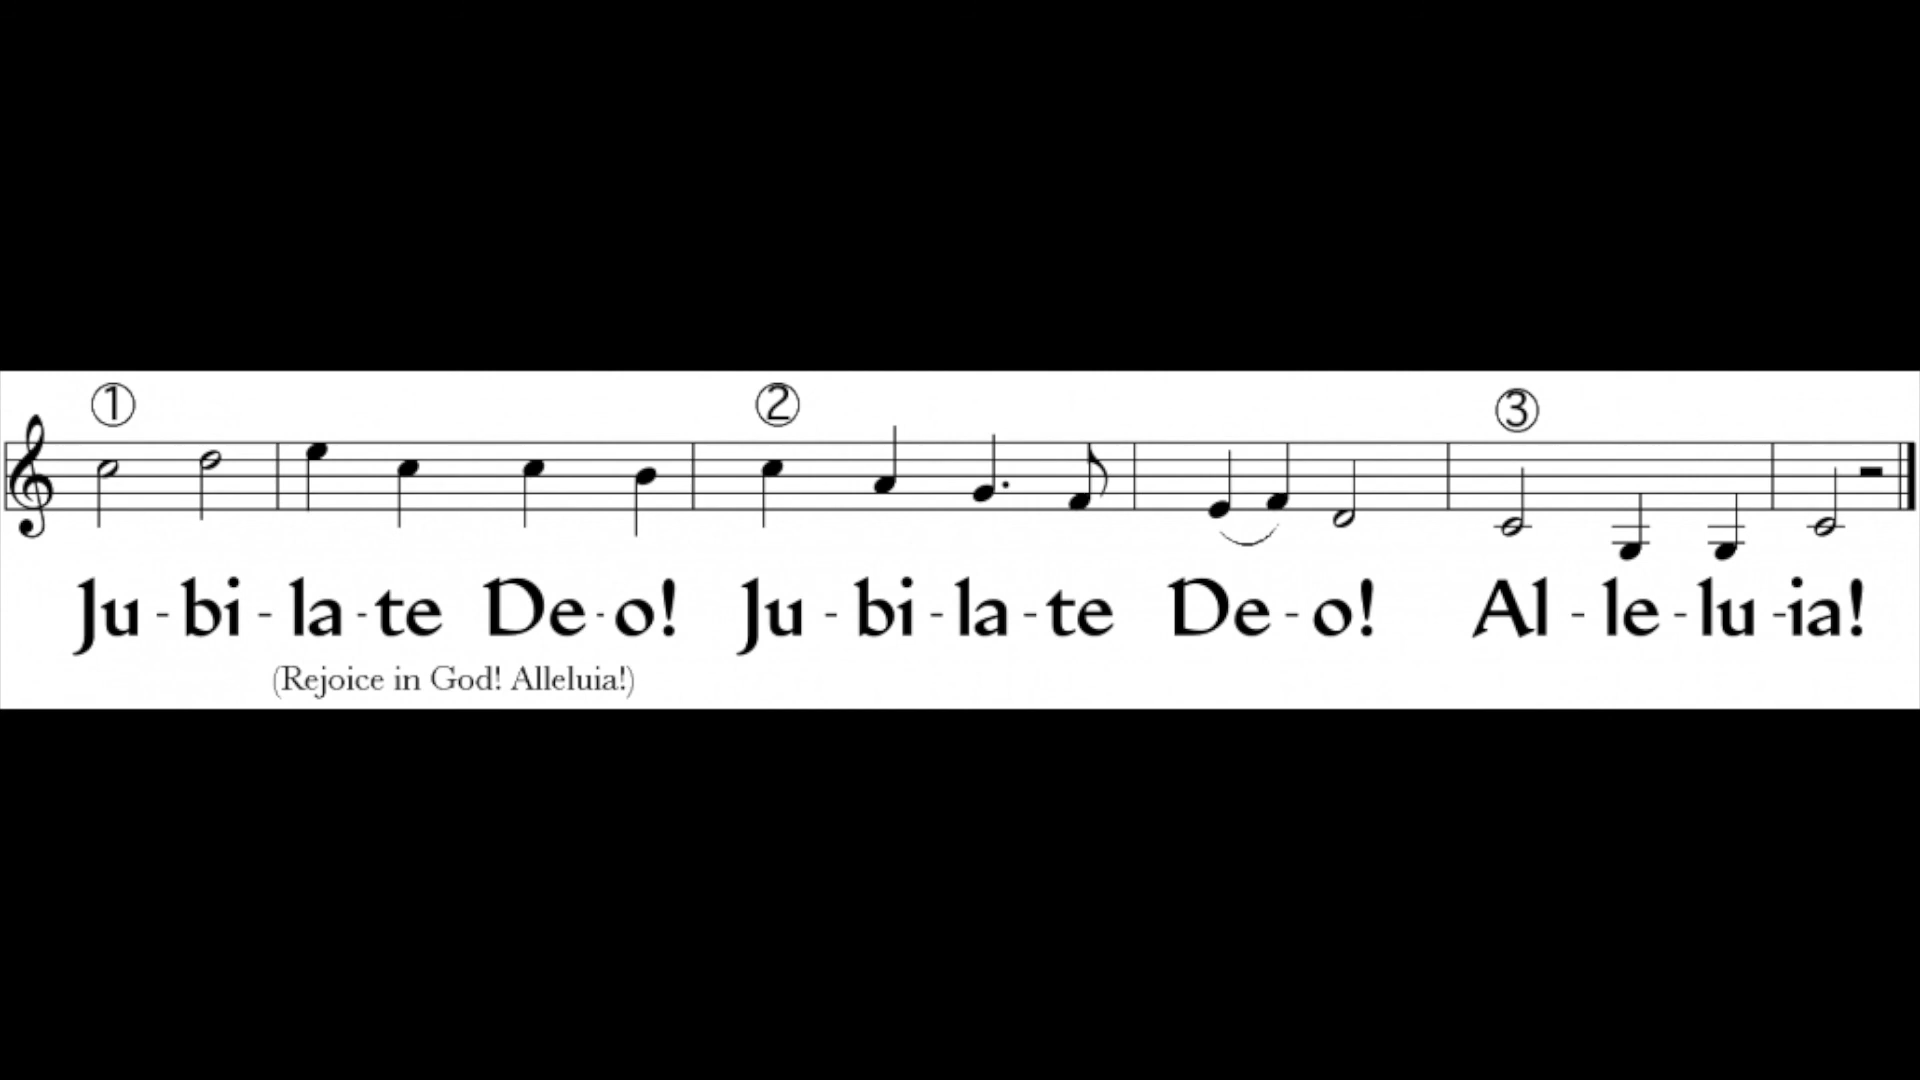 ① ② ③
Ju - bi - la - te De - o! Ju - bi - la - te De - o! Al - le - lu - ia!
(Rejoice in God! Alleluia!)